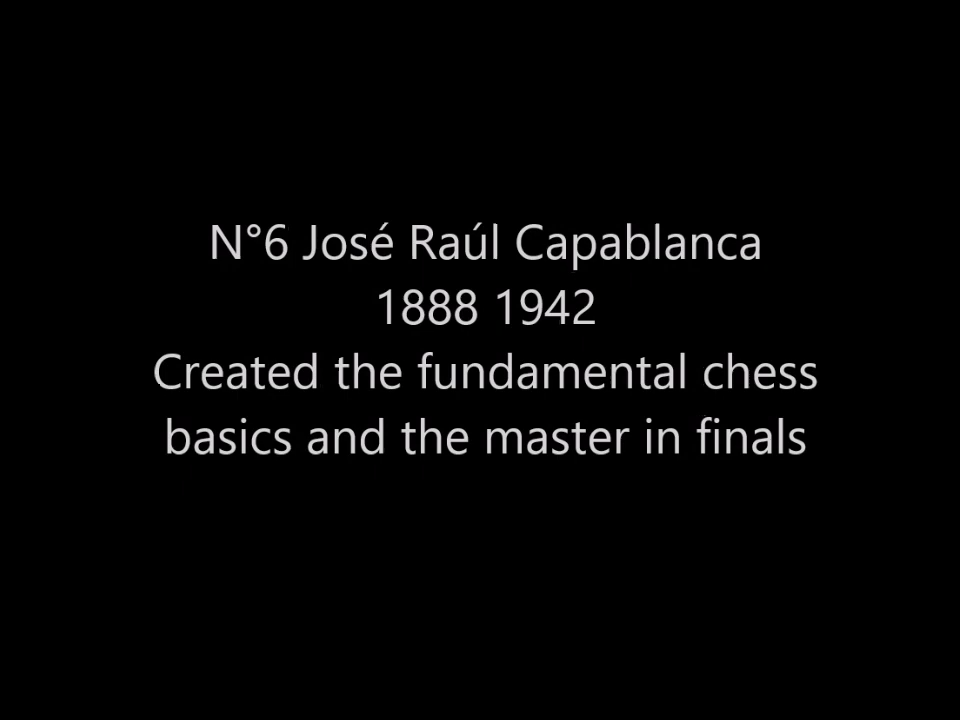 N°6 José Raúl Capablanca
1888 1942
Created the fundamental chess
basics and the master in finals